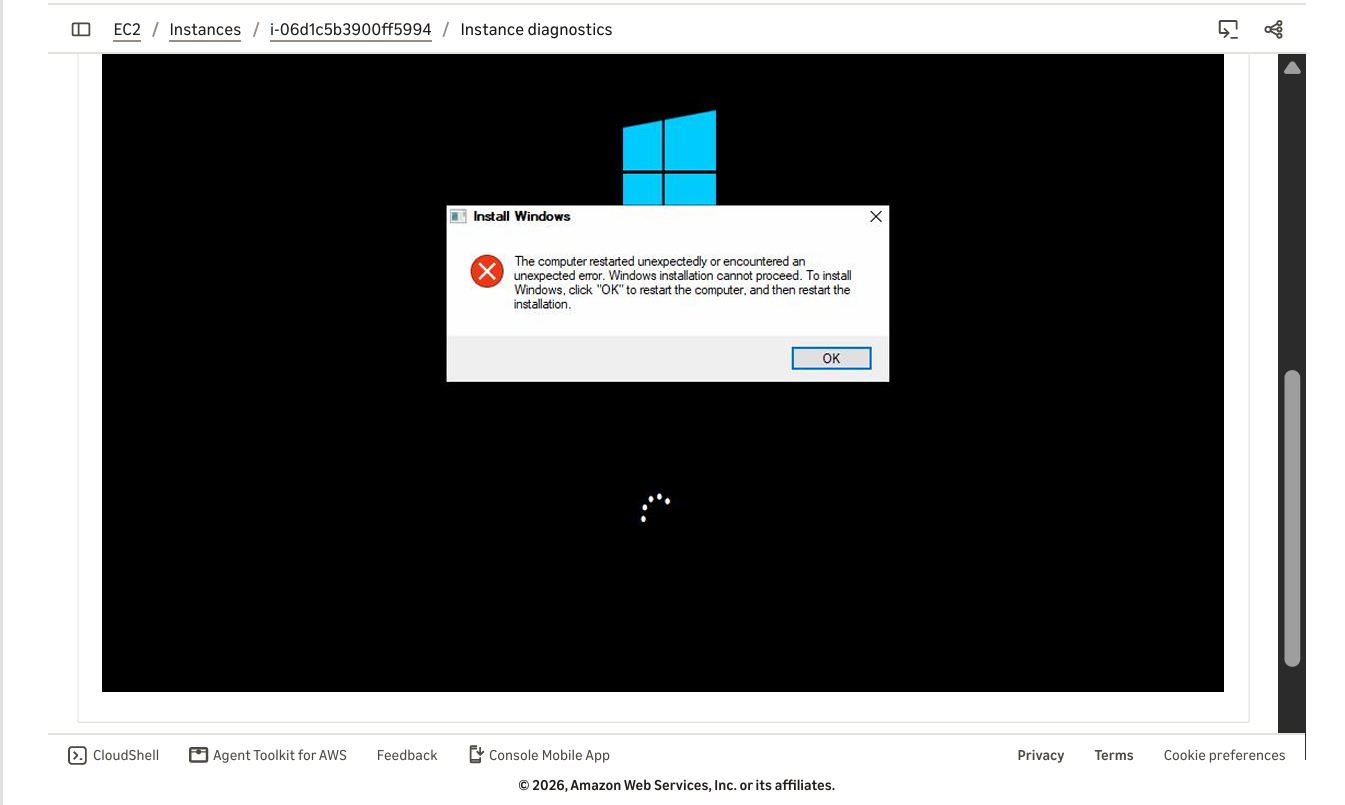 EC2 / Instances / i-06d1c5b3900ff5994 / Instance diagnostics
Install Windows
The computer restarted unexpectedly or encountered an
unexpected error. Windows installation cannot proceed. To install
Windows, click "OK" to restart the computer, and then restart the
installation.
OK
CloudShell Agent Toolkit for AWS Feedback Console Mobile App Privacy Terms Cookie preferences
© 2026, Amazon Web Services, Inc. or its affiliates.